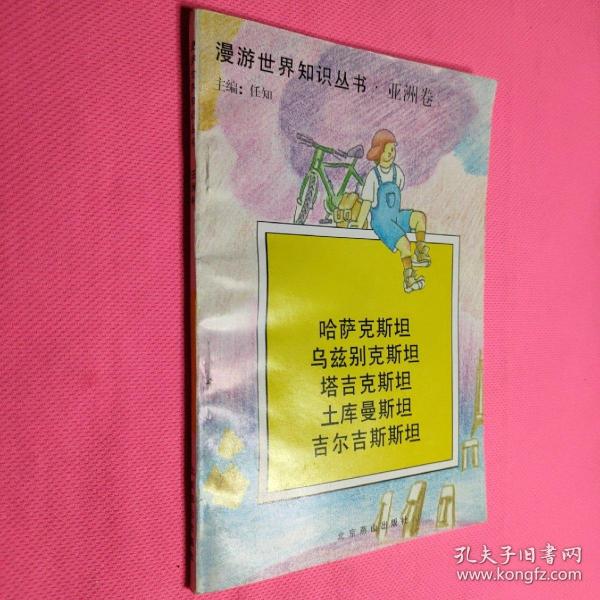 漫游世界知识丛书·亚洲卷
主编：任知
哈萨克斯坦
乌兹别克斯坦
塔吉克斯坦
土库曼斯坦
吉尔吉斯斯坦
北京燕山出版社
孔夫子旧书网
www.kongfz.com